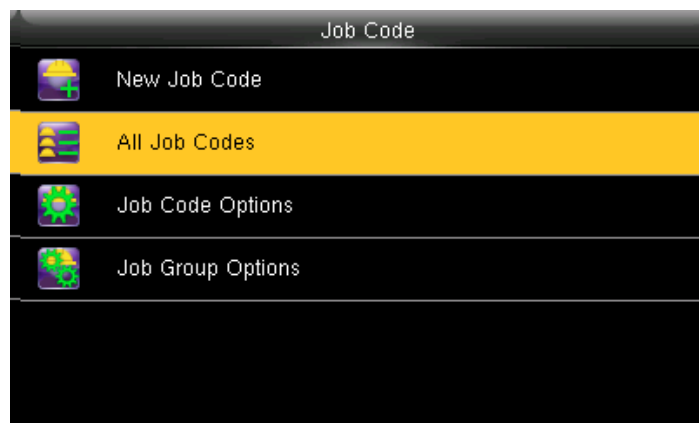 Job Code
New Job Code
All Job Codes
Job Code Options
Job Group Options